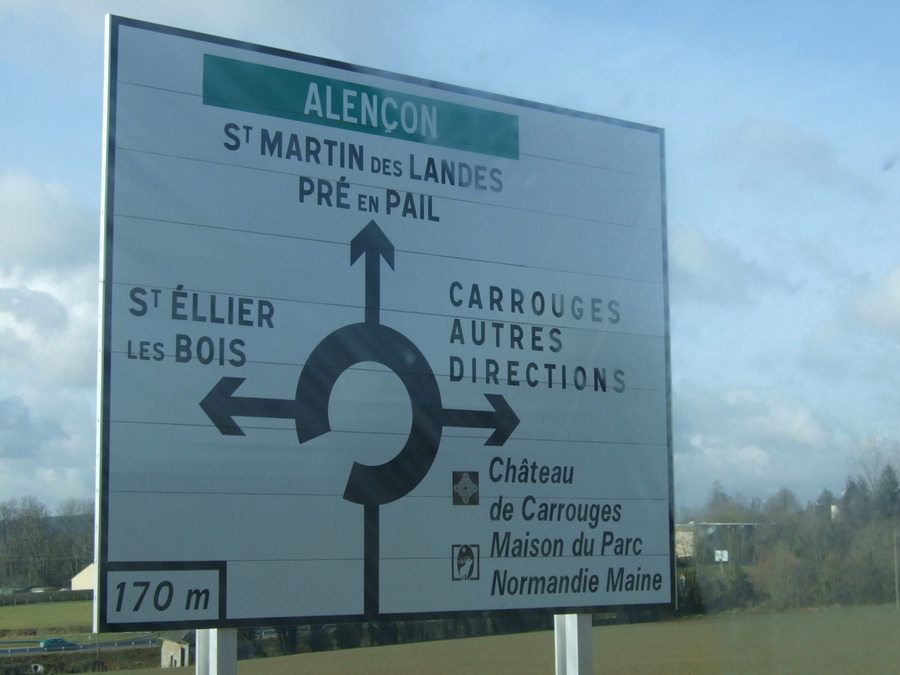 ALENÇON
ST MARTIN DES LANDES
PRÉ EN PAIL
ST ÉLLIER
LES BOIS
CARROUGES
AUTRES
DIRECTIONS
Château
de Carrouges
Maison du Parc
Normandie Maine
170 m